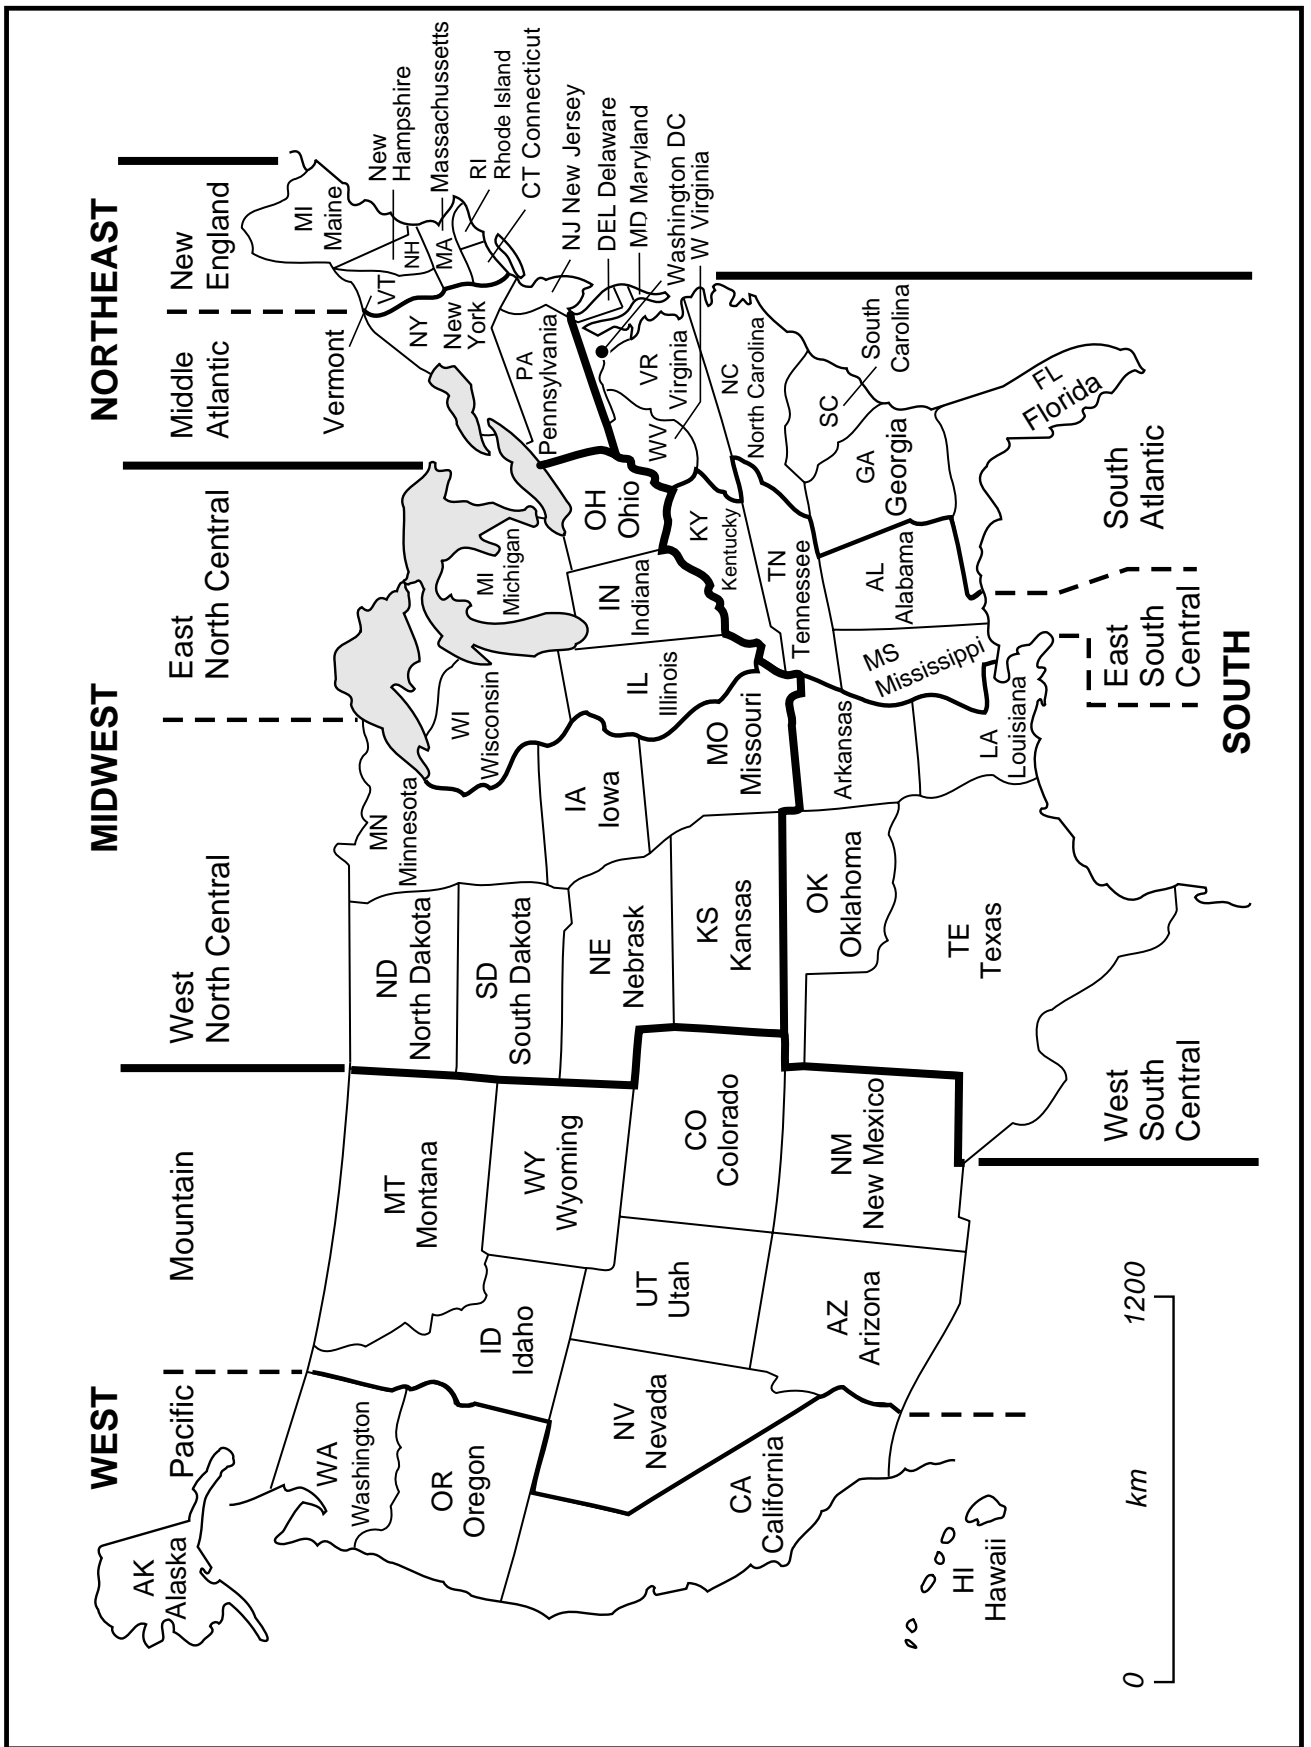 WEST
MIDWEST
NORTHEAST
Pacific
Mountain
West
North Central
East
North Central
Middle
Atlantic
New
England
AK
Alaska
WA
Washington
OR
Oregon
CA
California
NV
Nevada
ID
Idaho
MT
Montana
WY
Wyoming
UT
Utah
CO
Colorado
AZ
Arizona
NM
New Mexico
HI
Hawaii
ND
North Dakota
SD
South Dakota
NE
Nebrask
KS
Kansas
MN
Minnesota
IA
Iowa
MO
Missouri
WI
Wisconsin
IL
Illinois
MI
Michigan
IN
Indiana
OH
Ohio
OK
Oklahoma
TE
Texas
Arkansas
LA
Louisiana
KY
Kentucky
TN
Tennessee
MS
Mississippi
AL
Alabama
GA
Georgia
FL
Florida
SC
South
Carolina
NC
North Carolina
VR
Virginia
WV
W Virginia
Washington DC
MD Maryland
DEL Delaware
NJ New Jersey
PA
Pennsylvania
NY
New
York
Vermont
VT
NH
New
Hampshire
MA
Massachussetts
RI
Rhode Island
CT Connecticut
MI
Maine
West
South
Central
East
South
Central
South
Atlantic
SOUTH
0
km
1200